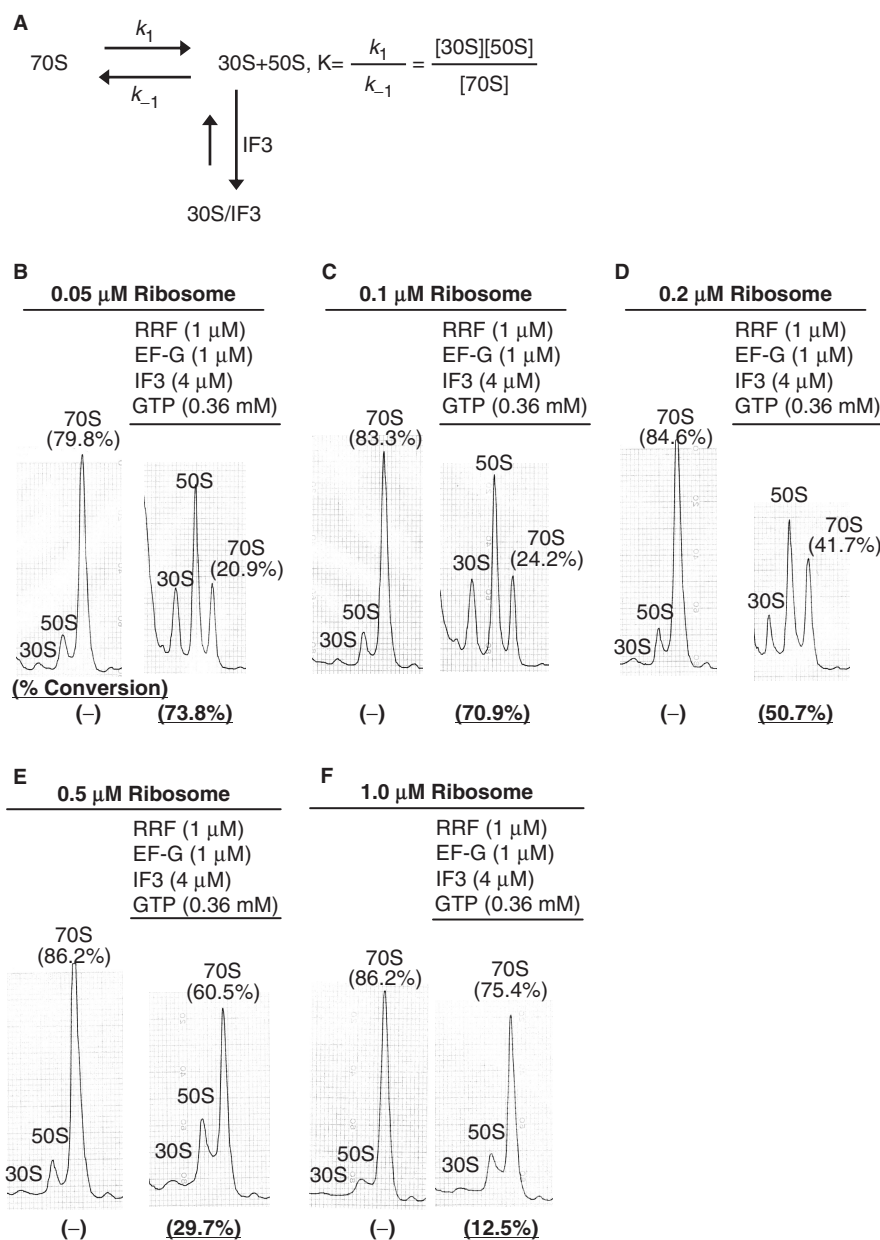 A
70S k1 30S+50S, K= k1 = [30S][50S]
k−1 k−1 [70S]
IF3
30S/IF3
B
0.05 μM Ribosome
RRF (1 μM)
EF-G (1 μM)
IF3 (4 μM)
GTP (0.36 mM)
70S
(79.8%)
50S
30S
50S
30S
70S
(20.9%)
(% Conversion)
(–) (73.8%)
C
0.1 μM Ribosome
RRF (1 μM)
EF-G (1 μM)
IF3 (4 μM)
GTP (0.36 mM)
70S
(83.3%)
50S
30S
50S
30S
70S
(24.2%)
(–) (70.9%)
D
0.2 μM Ribosome
RRF (1 μM)
EF-G (1 μM)
IF3 (4 μM)
GTP (0.36 mM)
70S
(84.6%)
50S
30S
50S
30S
70S
(41.7%)
(–) (50.7%)
E
0.5 μM Ribosome
RRF (1 μM)
EF-G (1 μM)
IF3 (4 μM)
GTP (0.36 mM)
70S
(86.2%)
50S
30S
70S
(60.5%)
50S
30S
(–) (29.7%)
F
1.0 μM Ribosome
RRF (1 μM)
EF-G (1 μM)
IF3 (4 μM)
GTP (0.36 mM)
70S
(86.2%)
50S
30S
70S
(75.4%)
50S
30S
(–) (12.5%)